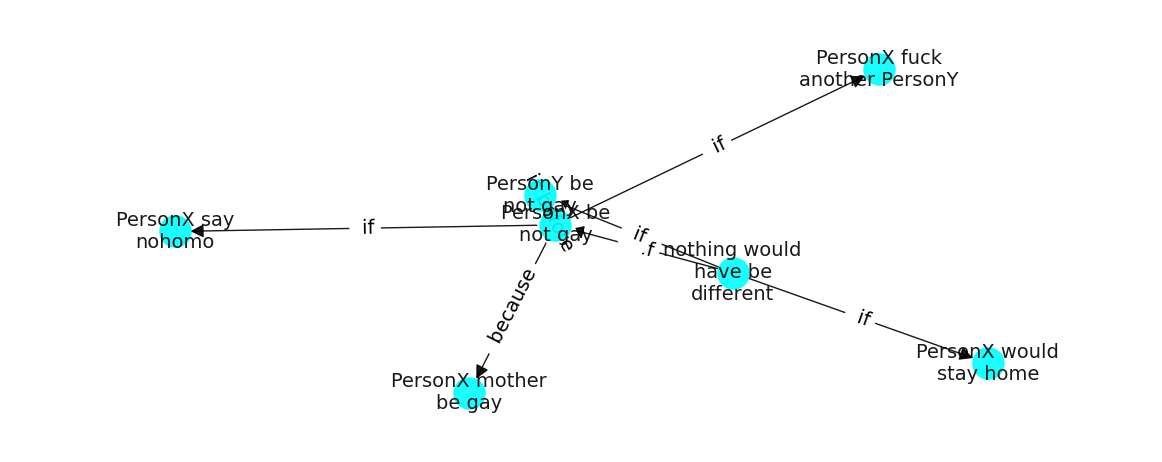 PersonX fuck
another PersonY
if
PersonY be
not gay
PersonX be
not gay
PersonX say
nohomo
if
if
if
nothing would
have be
different
because
if
PersonX would
stay home
PersonX mother
be gay